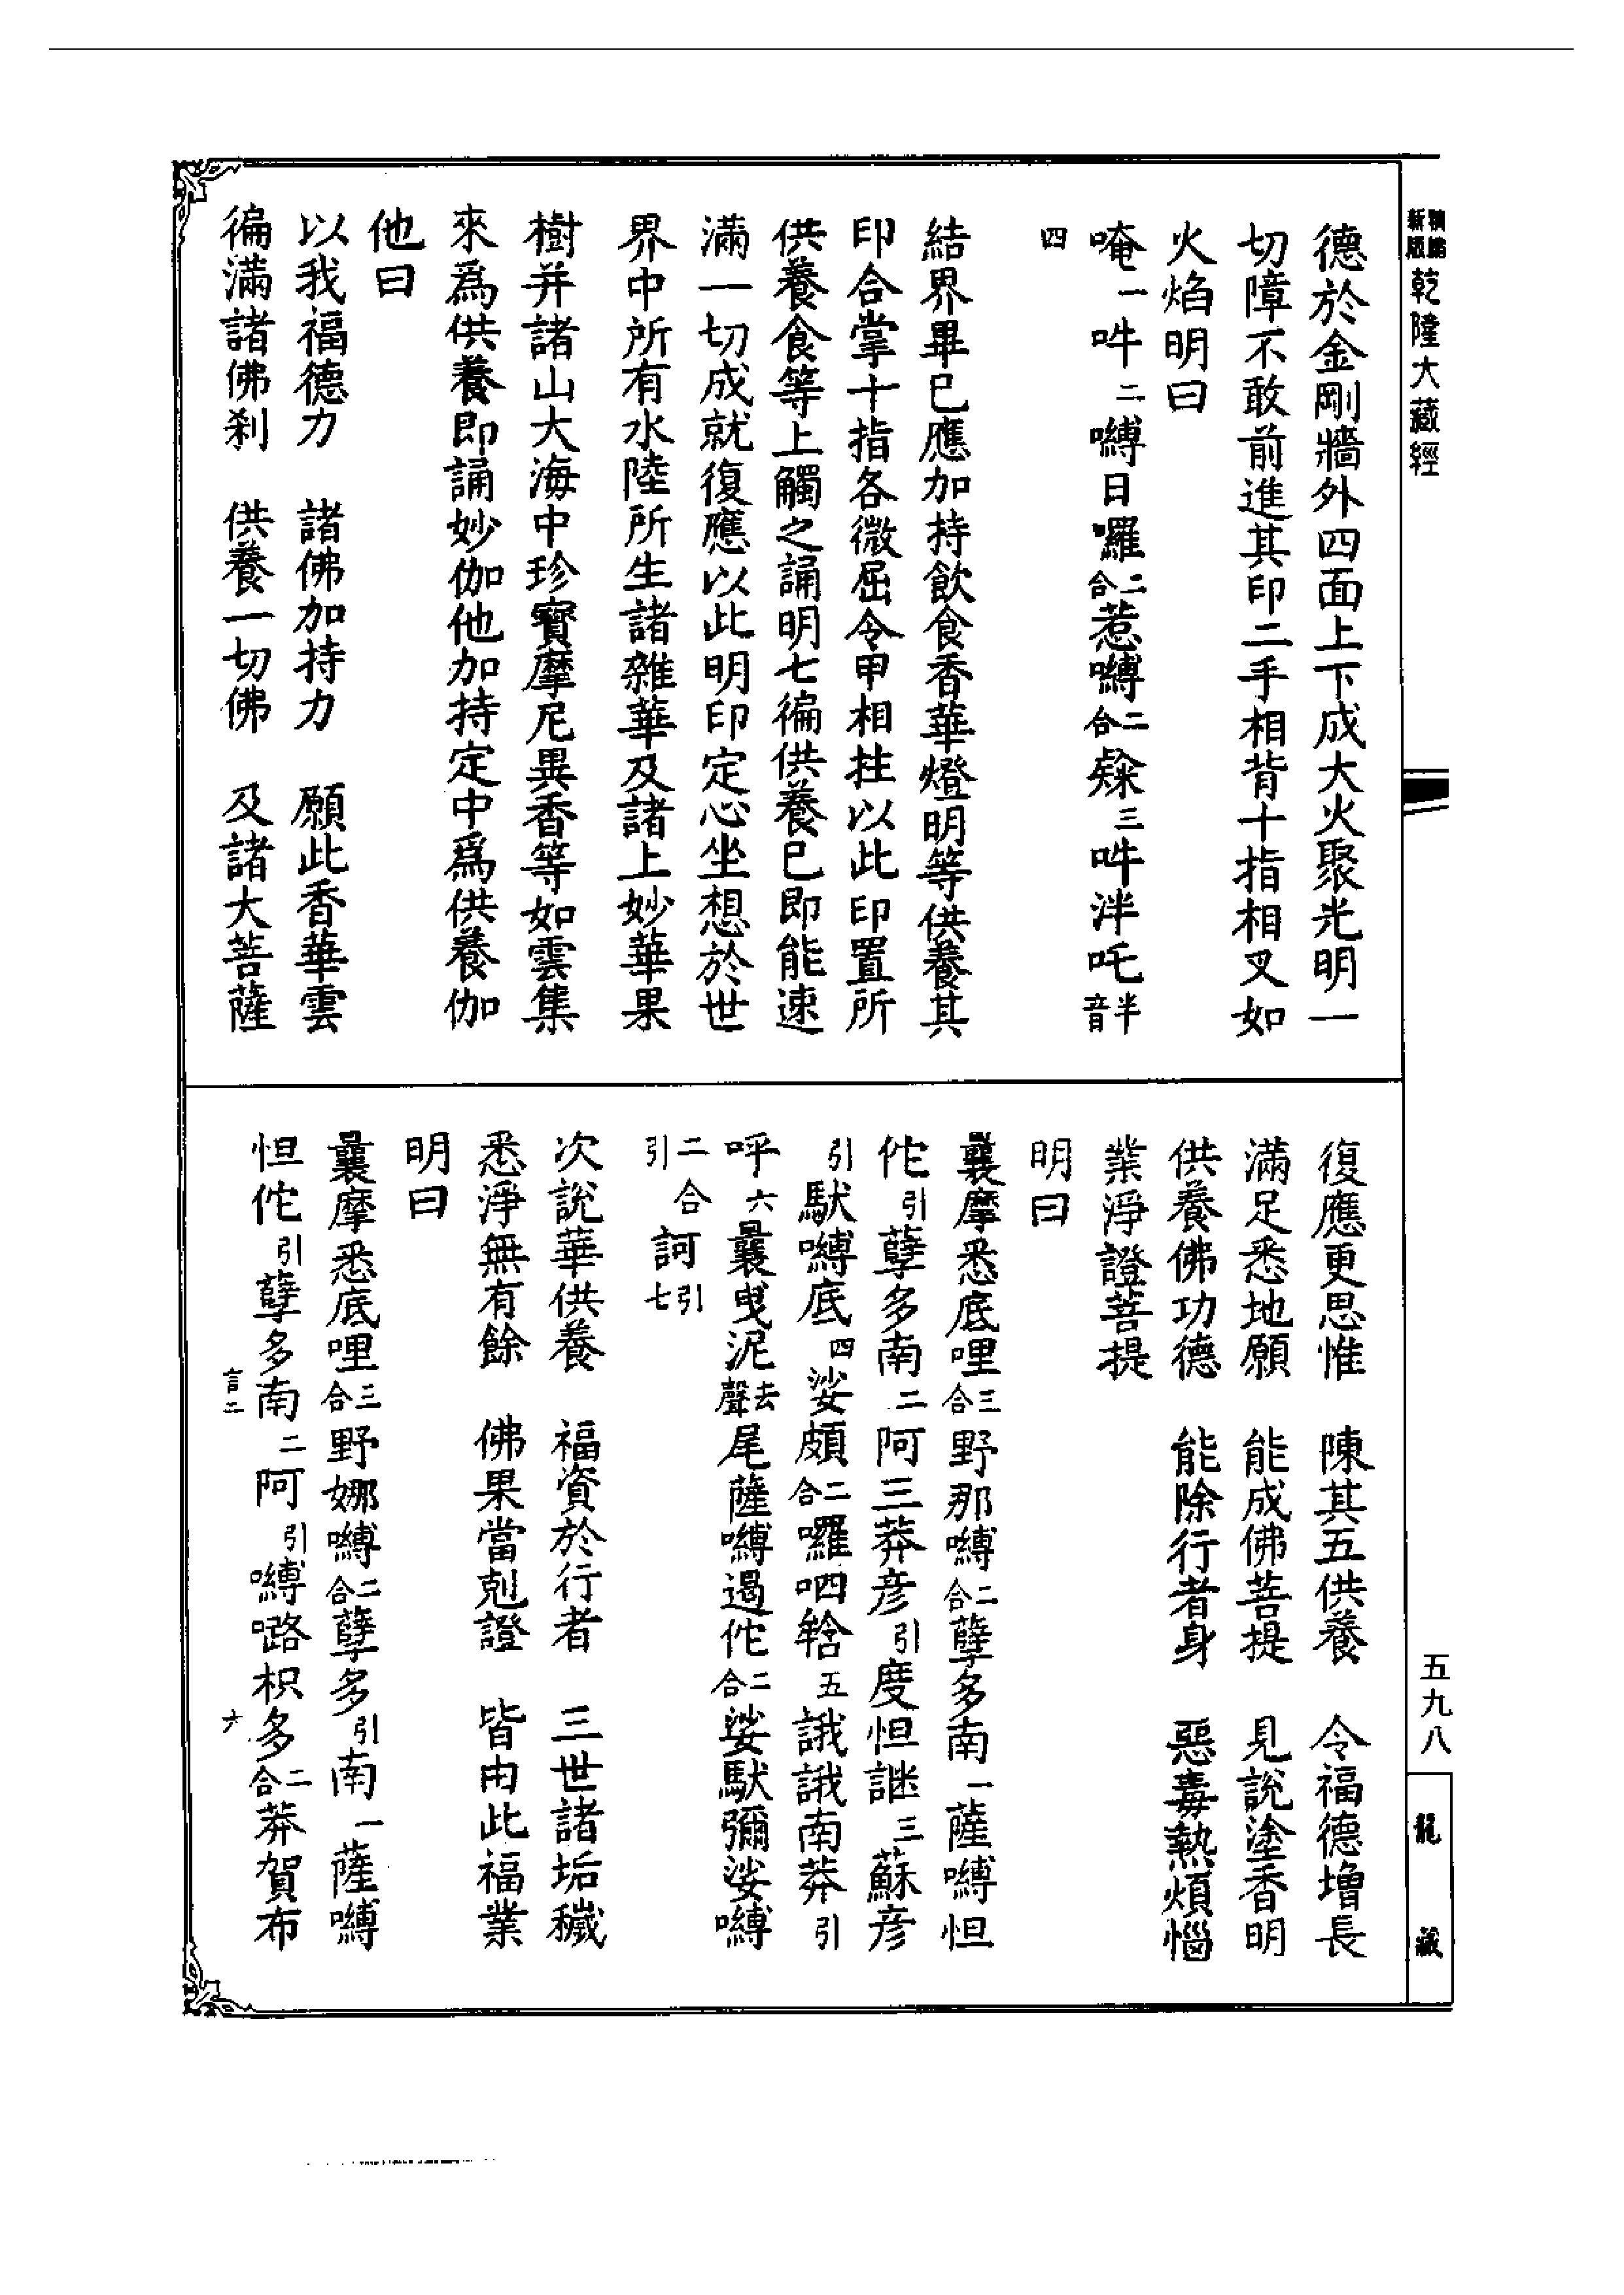 新版精縮乾隆大藏經
德於金剛牆外四面上下成大火聚光明一
切障不敢前進其印二手相背十指相叉如
火焰明曰
唵一吽二嚩日囉二合惹嚩二合攃三吽泮吒半音
四
結界畢已應加持飲食香華燈明等供養其
印合掌十指各微屈令甲相拄以此印置所
供養食等上觸之誦明七徧供養已即能速
滿一切成就復應以此明印定心坐想於世
界中所有水陸所生諸雜華及諸上妙華果
樹并諸山大海中珍寶摩尼異香等如雲集
來爲供養即誦妙伽他加持定中爲供養伽
他曰
以我福德力 諸佛加持力 願此香華雲
徧滿諸佛刹 供養一切佛 及諸大菩薩
復應更思惟 陳其五供養 令福德增長
滿足悉地願 能成佛菩提 見說塗香明
供養佛功德 能除行者身 惡毒熱煩惱
業淨證菩提
明曰
曩摩悉底哩三合野那嚩二合孽多南一薩嚩怛
佗引孽多南二阿三莽彥引度怛𧧏三蘇彥
引馱嚩底四娑頗二合囉呬𤚥五誐誐南莽引
呼六曩曳泥去聲尾薩嚩遏佗二合娑馱彌娑嚩
二合引訶引七
次說華供養 福資於行者 三世諸垢穢
悉淨無有餘 佛果當剋證 皆由此福業
明曰
曩摩悉底哩三合野娜嚩二合孽多引南一薩嚩
怛佗引孽多南二阿引嚩嚕枳多二合莽賀布
言二 六
五九八
龍藏